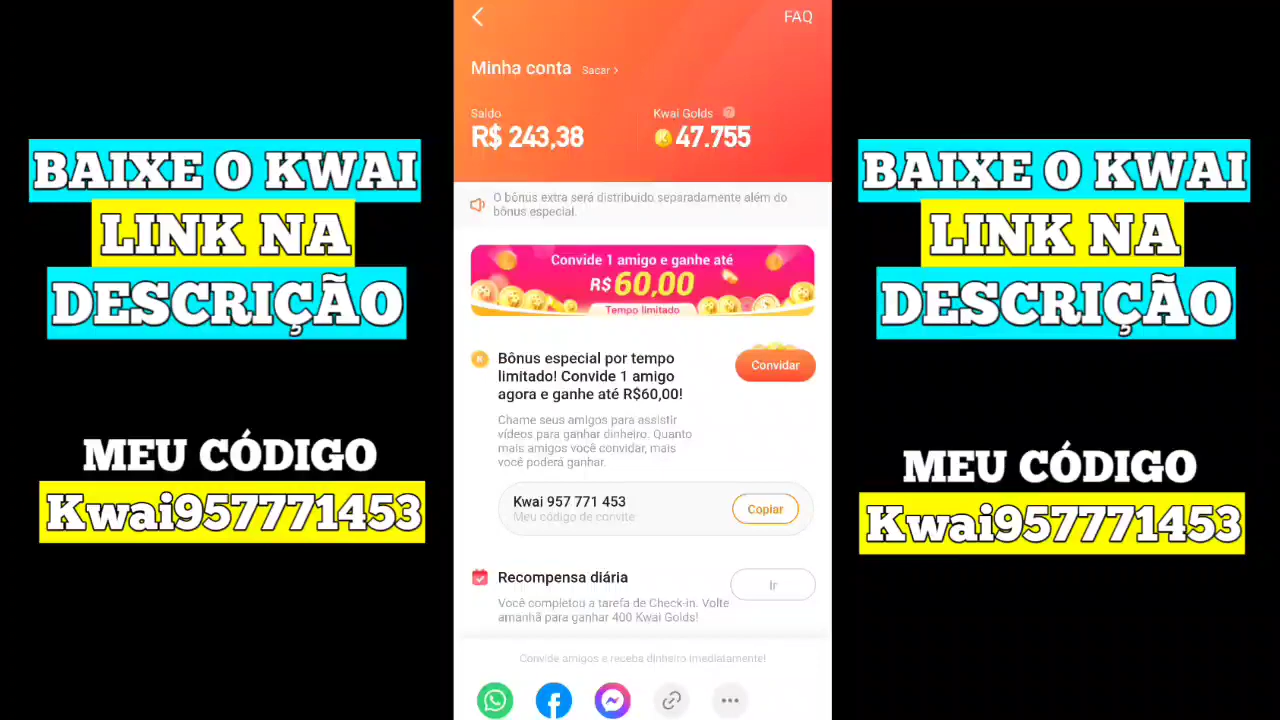 BAIXE O KWAI
LINK NA
DESCRIÇÃO
MEU CÓDIGO
Kwai957771453
FAQ
Minha conta Sacar >
Saldo
R$ 243,38
Kwai Golds
47.755
O bônus extra será distribuído separadamente além do
bônus especial.
Convide 1 amigo e ganhe até
R$ 60,00
Tempo limitado
Bônus especial por tempo
limitado! Convide 1 amigo
agora e ganhe até R$60,00!
Convidar
Chame seus amigos para assistir
vídeos para ganhar dinheiro. Quanto
mais amigos você convidar, mais
você poderá ganhar.
Kwai 957 771 453
Meu código de convite
Copiar
Recompensa diária
Ir
Você completou a tarefa de Check-in. Volte
amanhã para ganhar 400 Kwai Golds!
Convide amigos e receba dinheiro imediatamente!
BAIXE O KWAI
LINK NA
DESCRIÇÃO
MEU CÓDIGO
Kwai957771453